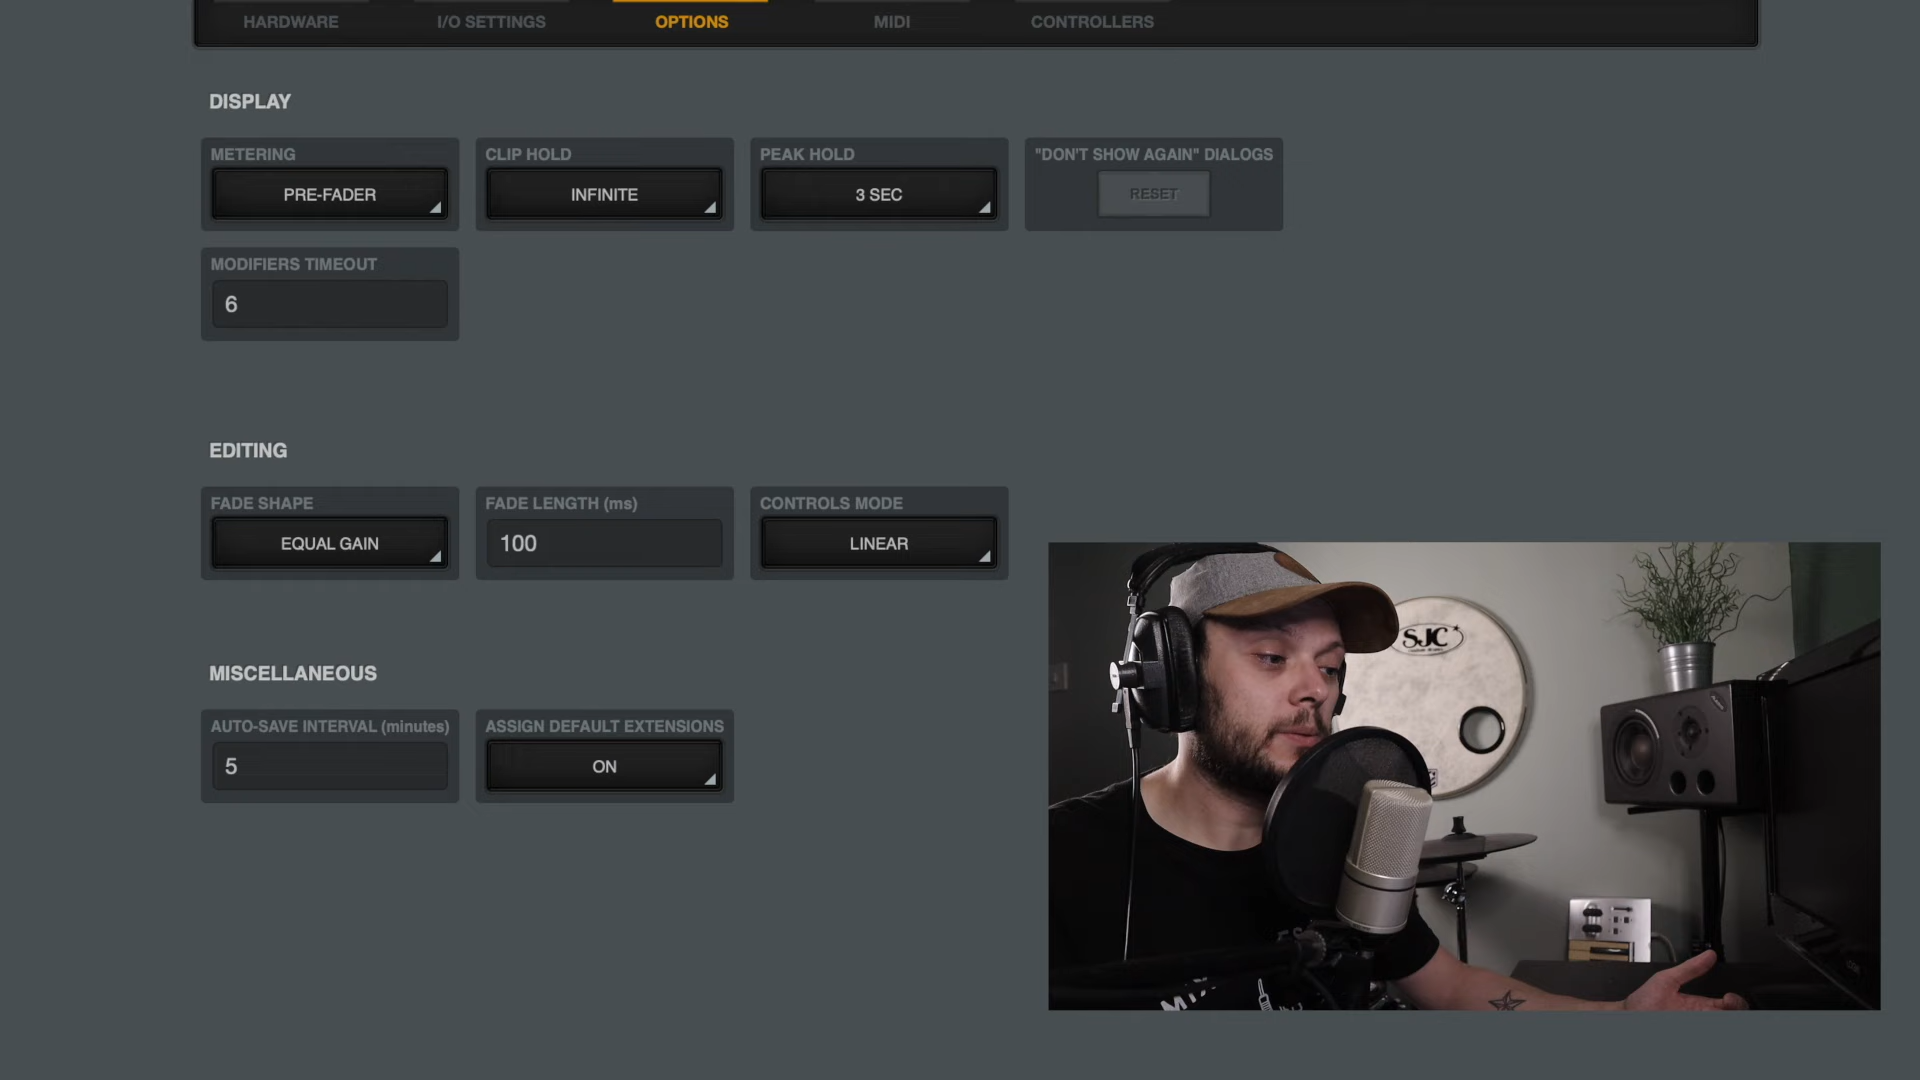 HARDWARE
I/O SETTINGS
OPTIONS
MIDI
CONTROLLERS
DISPLAY
METERING
PRE-FADER
CLIP HOLD
INFINITE
PEAK HOLD
3 SEC
"DON'T SHOW AGAIN" DIALOGS
RESET
MODIFIERS TIMEOUT
6
EDITING
FADE SHAPE
EQUAL GAIN
FADE LENGTH (ms)
100
CONTROLS MODE
LINEAR
MISCELLANEOUS
AUTO-SAVE INTERVAL (minutes)
5
ASSIGN DEFAULT EXTENSIONS
ON
SJC